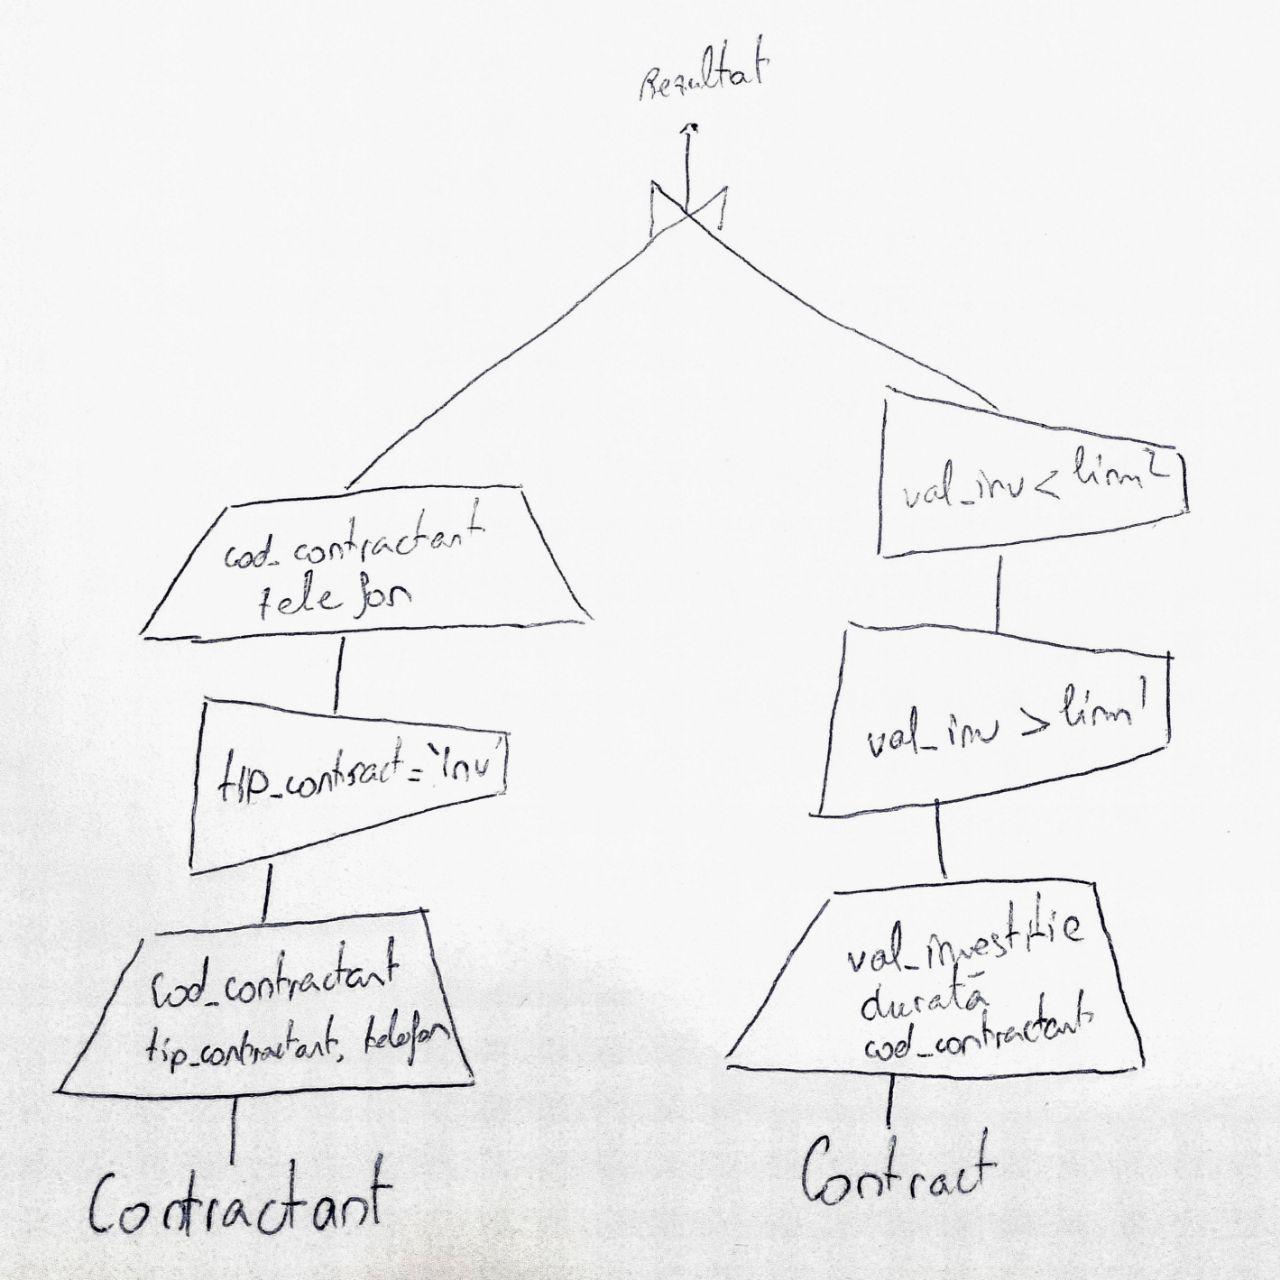 Rezultat
val_inv < lim2
cod_contractant
telefon
val_inv > lim1
tip_contract = 'inv'
val_investitie
durată
cod_contractant
cod_contractant
tip_contractant, telefon
Contract
Contractant